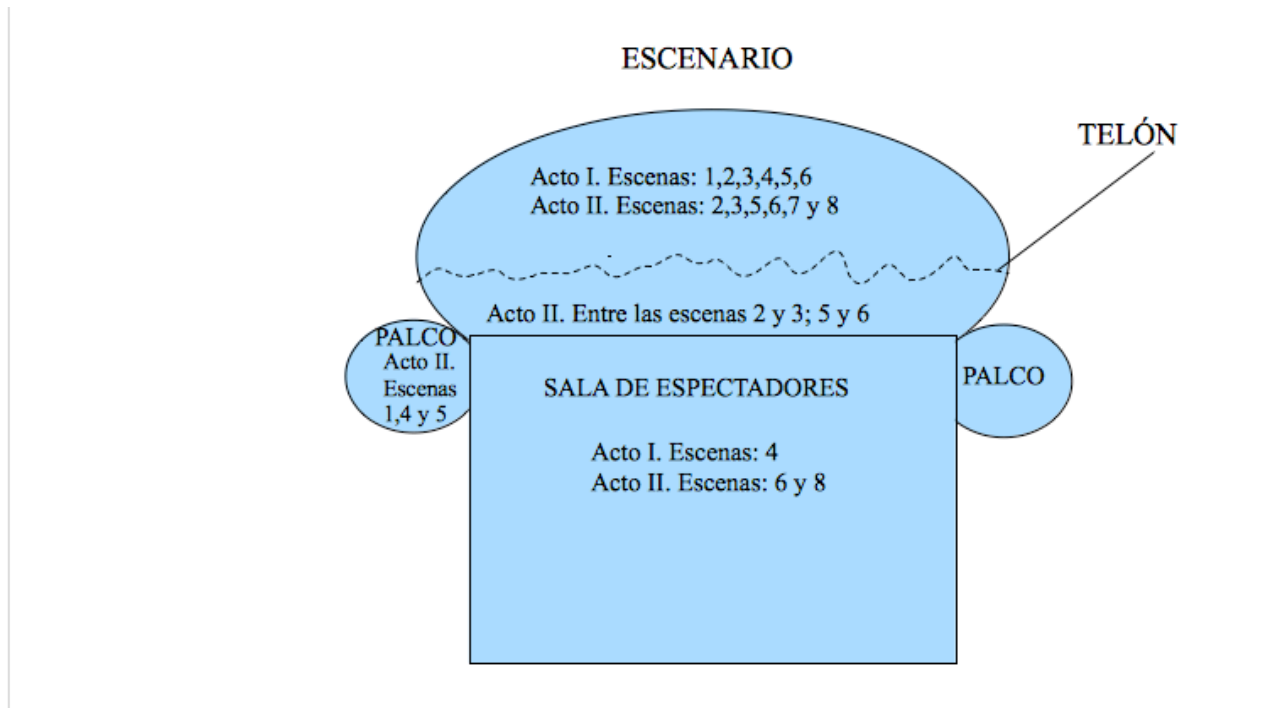 ESCENARIO
TELÓN
Acto I. Escenas: 1,2,3,4,5,6
Acto II. Escenas: 2,3,5,6,7 y 8
Acto II. Entre las escenas 2 y 3; 5 y 6
PALCO
Acto II.
Escenas
1,4 y 5
SALA DE ESPECTADORES
PALCO
Acto I. Escenas: 4
Acto II. Escenas: 6 y 8